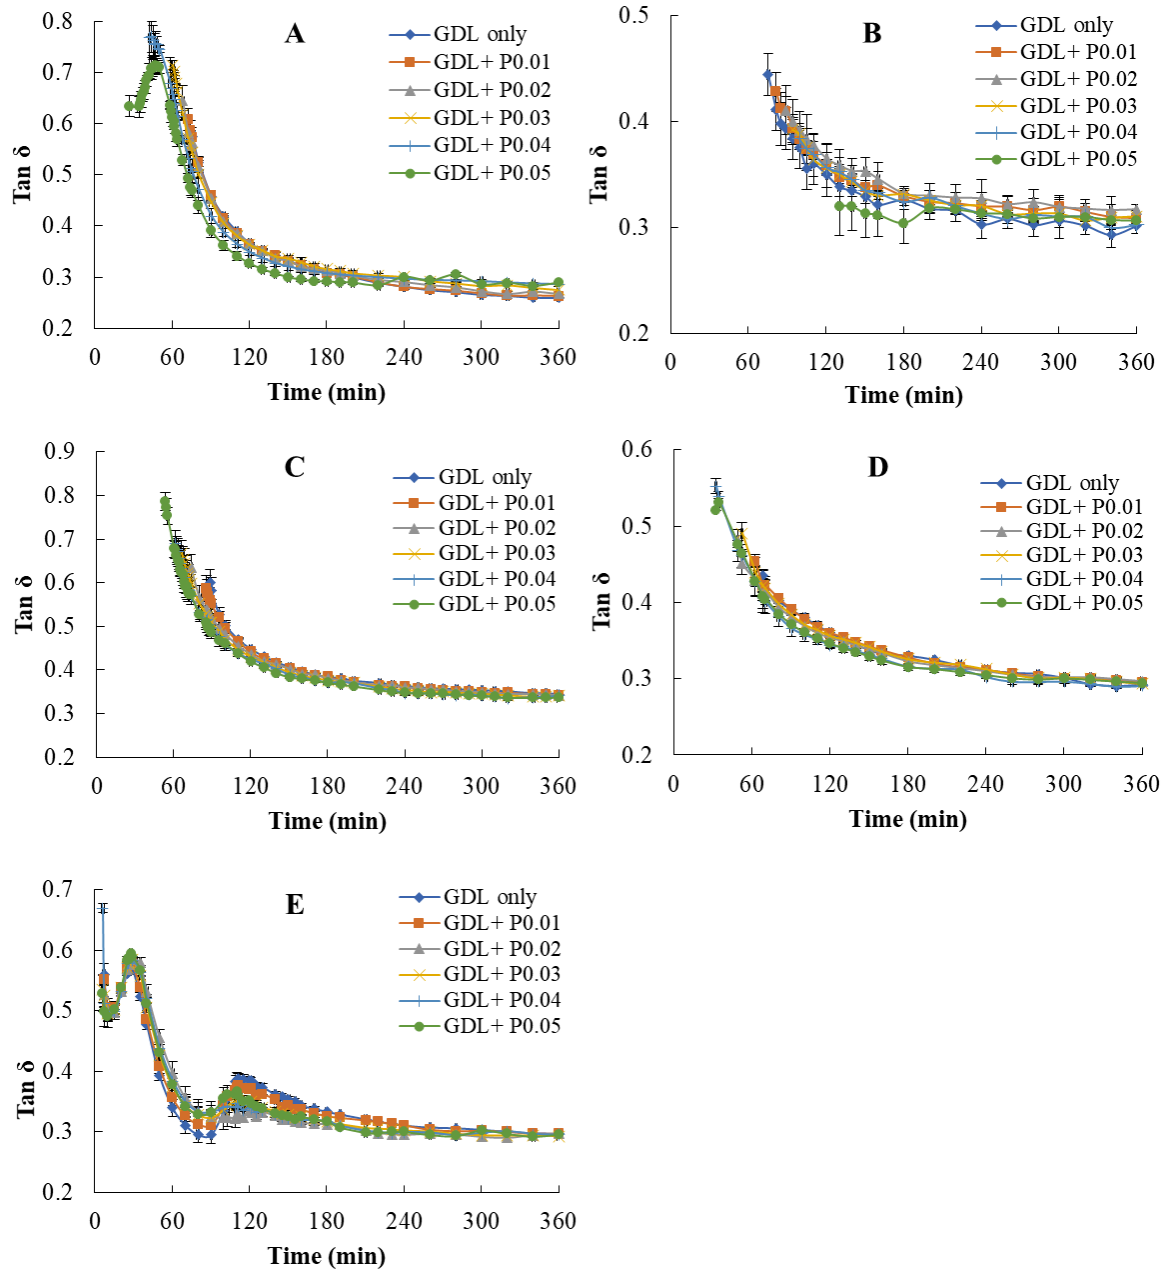 A
Tan δ
0.8
0.7
0.6
0.5
0.4
0.3
0.2
GDL only
GDL+ P0.01
GDL+ P0.02
GDL+ P0.03
GDL+ P0.04
GDL+ P0.05
0 60 120 180 240 300 360
Time (min)
B
Tan δ
0.5
0.4
0.3
0.2
GDL only
GDL+ P0.01
GDL+ P0.02
GDL+ P0.03
GDL+ P0.04
GDL+ P0.05
0 60 120 180 240 300 360
Time (min)
C
Tan δ
0.9
0.8
0.7
0.6
0.5
0.4
0.3
0.2
GDL only
GDL+ P0.01
GDL+ P0.02
GDL+ P0.03
GDL+ P0.04
GDL+ P0.05
0 60 120 180 240 300 360
Time (min)
D
Tan δ
0.6
0.5
0.4
0.3
0.2
GDL only
GDL+ P0.01
GDL+ P0.02
GDL+ P0.03
GDL+ P0.04
GDL+ P0.05
0 60 120 180 240 300 360
Time (min)
E
Tan δ
0.7
0.6
0.5
0.4
0.3
0.2
GDL only
GDL+ P0.01
GDL+ P0.02
GDL+ P0.03
GDL+ P0.04
GDL+ P0.05
0 60 120 180 240 300 360
Time (min)